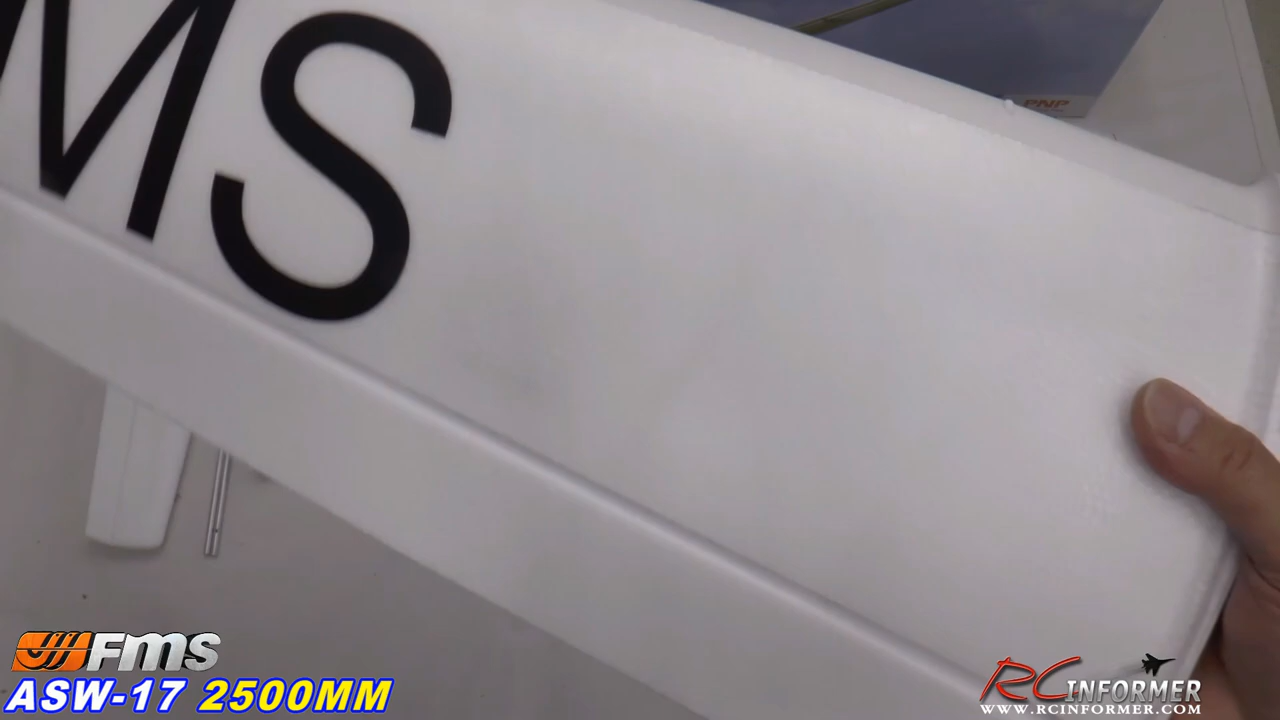 MS
PNP
FMS
ASW-17 2500MM
RCINFORMER
WWW.RCINFORMER.COM